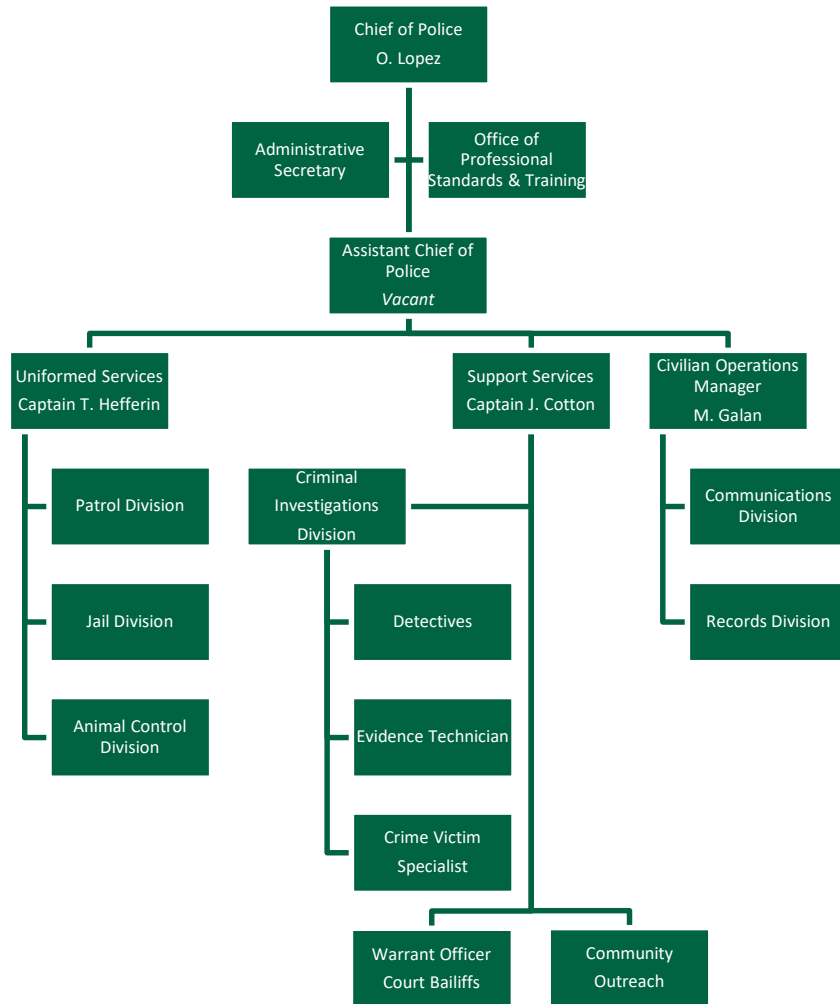 Chief of Police
O. Lopez
Administrative
Secretary
Office of
Professional
Standards & Training
Assistant Chief of
Police
Vacant
Uniformed Services
Captain T. Hefferin
Support Services
Captain J. Cotton
Civilian Operations
Manager
M. Galan
Patrol Division
Criminal
Investigations
Division
Communications
Division
Jail Division
Detectives
Records Division
Animal Control
Division
Evidence Technician
Crime Victim
Specialist
Warrant Officer
Court Bailiffs
Community
Outreach